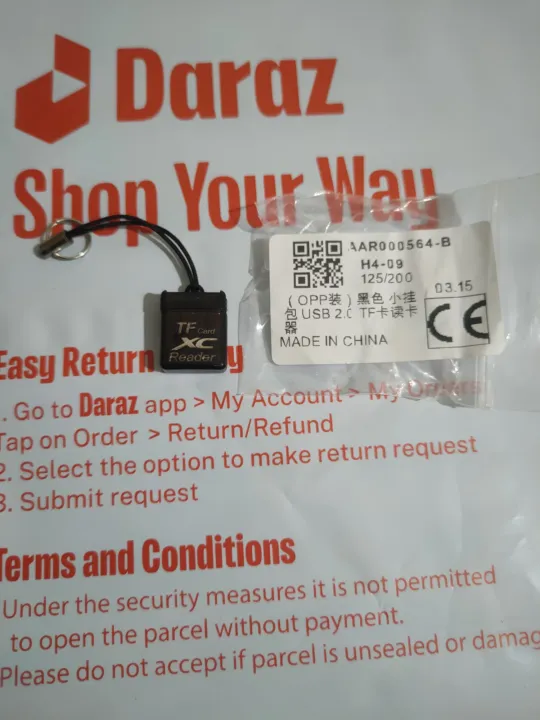 Daraz
Shop Your Way
TF Card
XC
Reader
AAR000564-B
H4-09
125/200
03.15
(OPP装) 黑色 小挂
包 USB 2.0 TF卡读卡
器
CE
MADE IN CHINA
Easy Return
. Go to Daraz app > My Account > My Orders
Tap on Order > Return/Refund
2. Select the option to make return request
3. Submit request
Terms and Conditions
Under the security measures it is not permitted
to open the parcel without payment.
Please do not accept if parcel is unsealed or damag